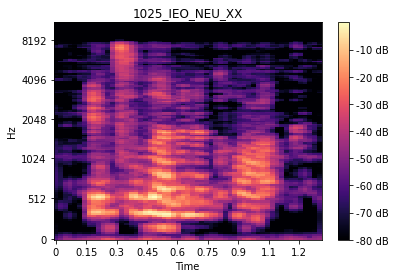 1025_IEO_NEU_XX
8192
4096
2048
1024
512
0
Hz
0 0.15 0.3 0.45 0.6 0.75 0.9 1.1 1.2
Time
-10 dB
-20 dB
-30 dB
-40 dB
-50 dB
-60 dB
-70 dB
-80 dB